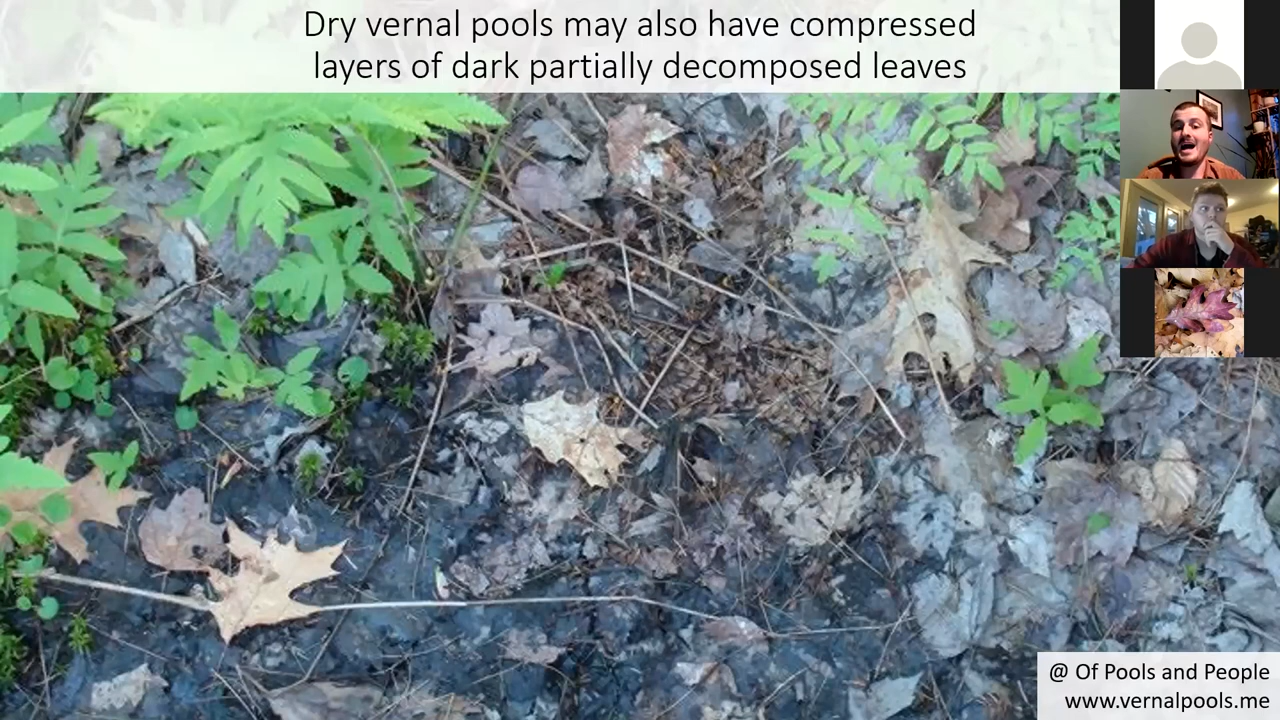 Dry vernal pools may also have compressed
layers of dark partially decomposed leaves
@ Of Pools and People
www.vernalpools.me